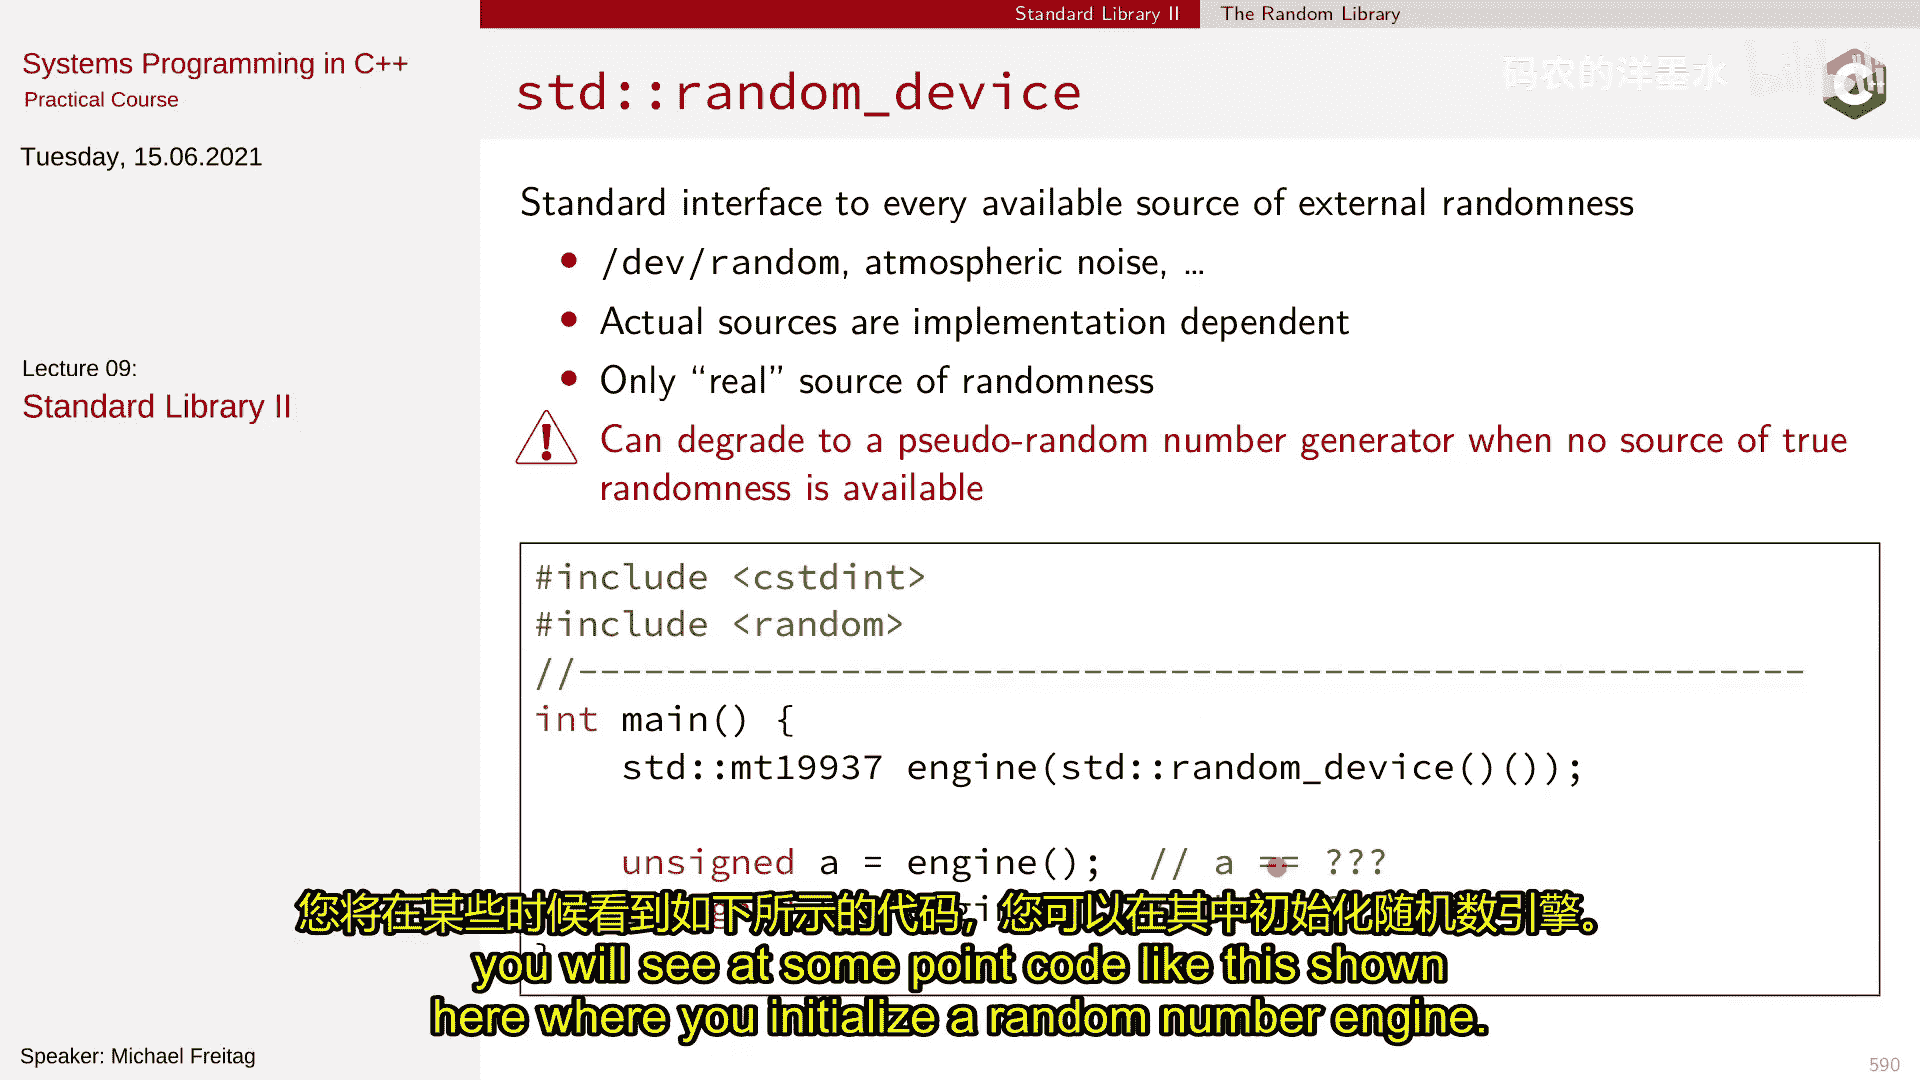 Standard Library II
The Random Library
Systems Programming in C++
Practical Course
Tuesday, 15.06.2021
Lecture 09:
Standard Library II
std::random_device
码农的洋墨水
Standard interface to every available source of external randomness
• /dev/random, atmospheric noise, ...
• Actual sources are implementation dependent
• Only “real” source of randomness
Can degrade to a pseudo-random number generator when no source of true
randomness is available
#include <cstdint>
#include <random>
//---------------------------------------------------------
int main() {
std::mt19937 engine(std::random_device()());
unsigned a = engine(); // a == ???
您将在某些时候看到如下所示的代码，您可以在其中初始化随机数引擎。
you will see at some point code like this shown
here where you initialize a random number engine.
Speaker: Michael Freitag
590